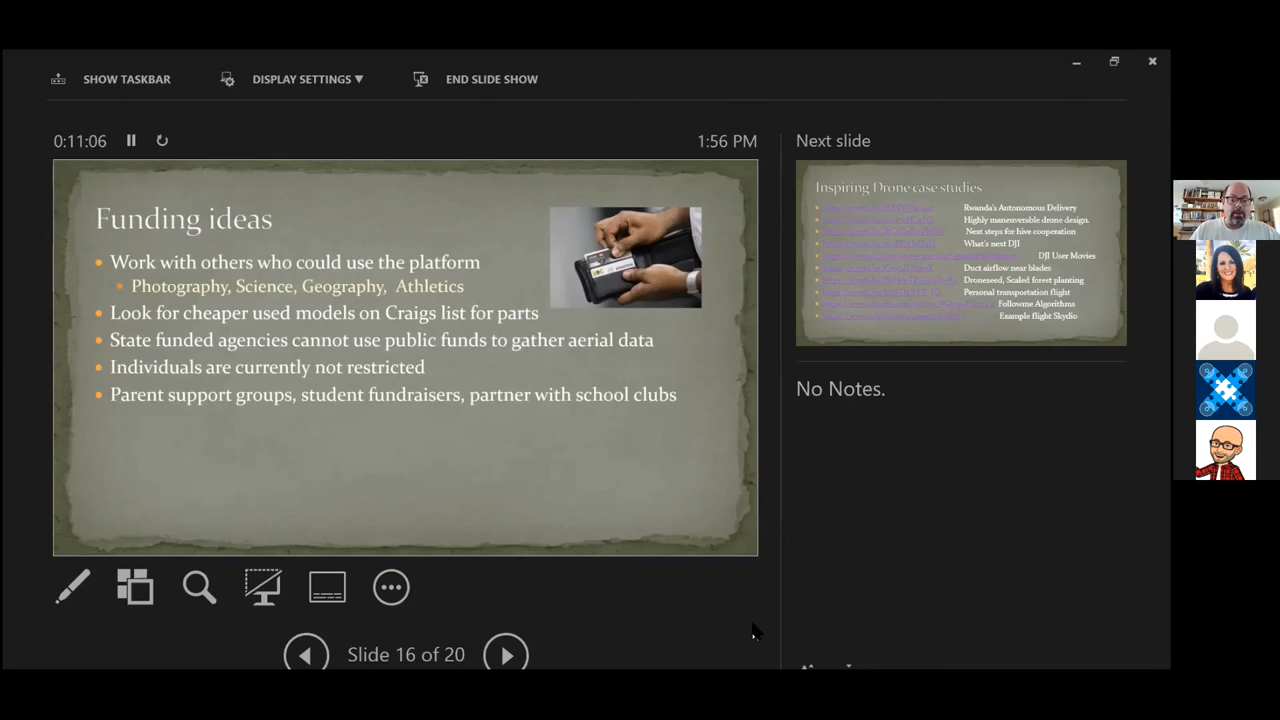 SHOW TASKBAR DISPLAY SETTINGS ▼ END SLIDE SHOW
0:11:06 1:56 PM
Funding ideas
• Work with others who could use the platform
• Photography, Science, Geography, Athletics
• Look for cheaper used models on Craigs list for parts
• State funded agencies cannot use public funds to gather aerial data
• Individuals are currently not restricted
• Parent support groups, student fundraisers, partner with school clubs
Slide 16 of 20
Next slide
Inspiring Drone case studies
Rwanda's Autonomous Delivery
Highly maneuverable drone design.
Next steps for hive cooperation
What's next DJI
DJI User Movies
Duct airflow near blades
Droneseed, Scaled forest planting
Personal transportation flight
Followme Algorithms
Example flight Skydio
No Notes.